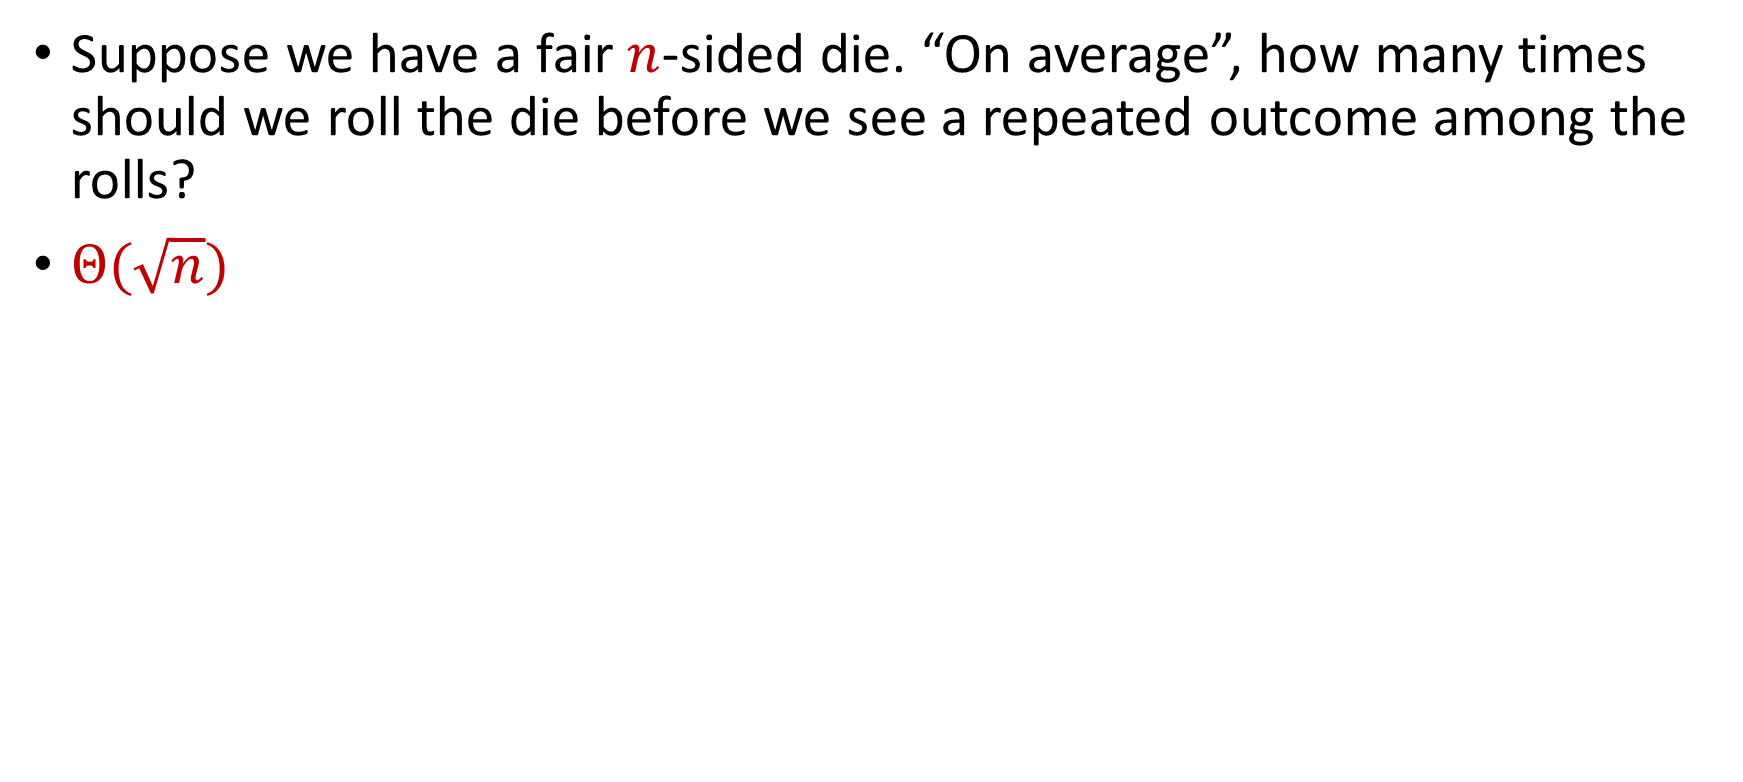 • Suppose we have a fair n-sided die. “On average”, how many times
should we roll the die before we see a repeated outcome among the
rolls?
• Θ(√n)